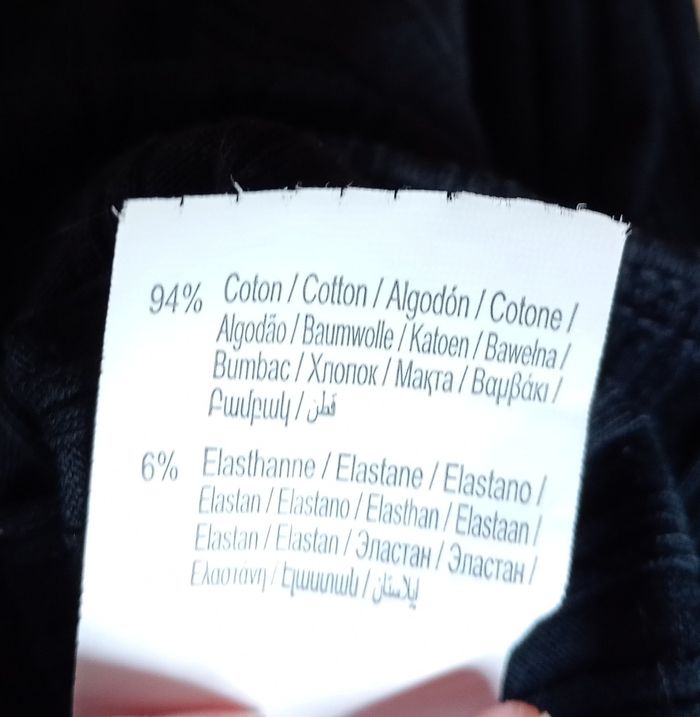 94% Coton / Cotton / Algodón / Cotone /
Algodão / Baumwolle / Katoen / Bawełna /
Bumbac / Хлопок / Мақта / Βαμβάκι /
Բամբակ / قطن
6% Elasthanne / Elastane / Elastano /
Elastan / Elastano / Elasthan / Elastaan /
Elastan / Elastan / Эластан / Эластан /
Ελαστάνη / Էլաստան / إيلاستان